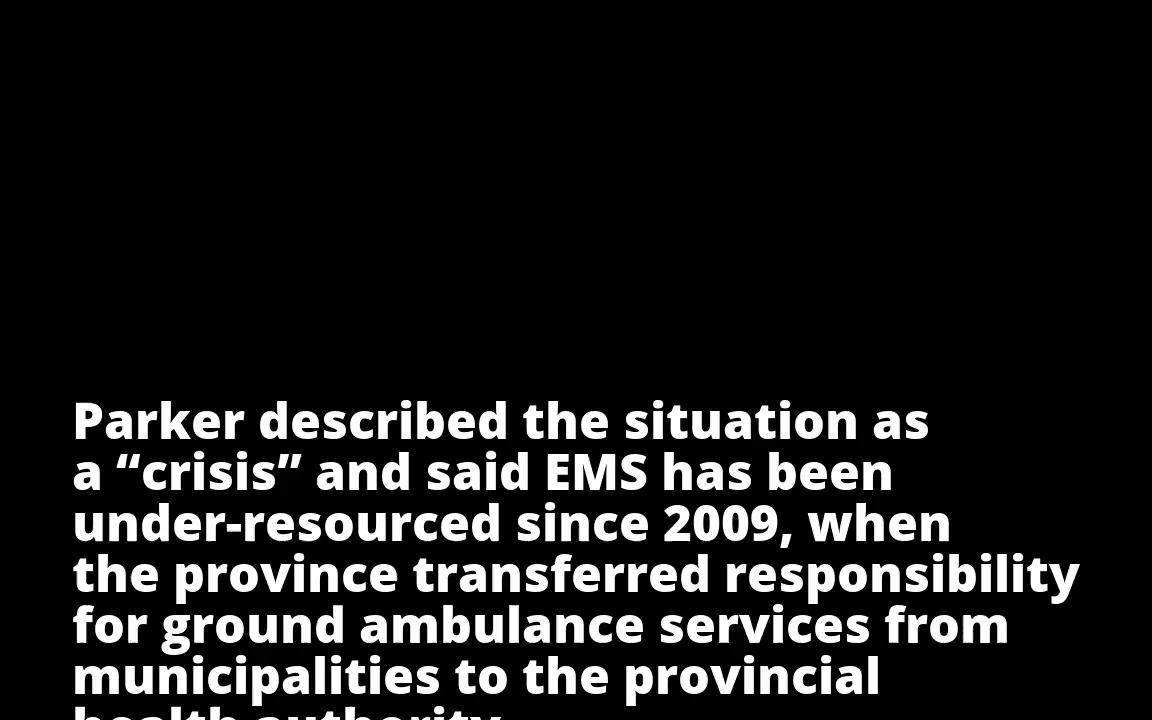 Parker described the situation as
a “crisis” and said EMS has been
under-resourced since 2009, when
the province transferred responsibility
for ground ambulance services from
municipalities to the provincial
health authority.